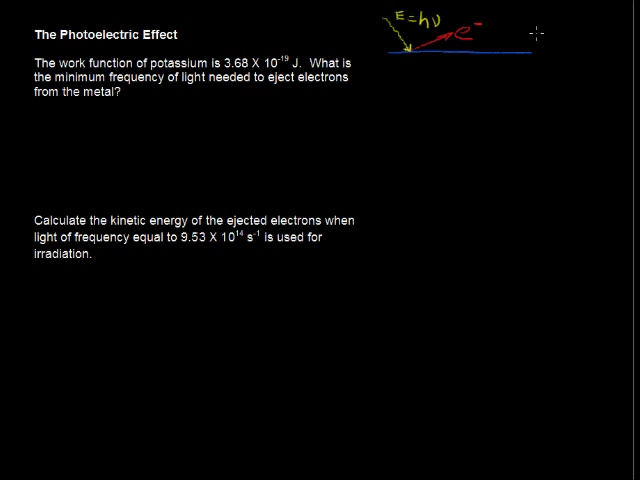 The Photoelectric Effect
E = hν
e⁻
The work function of potassium is 3.68 X 10⁻¹⁹ J. What is
the minimum frequency of light needed to eject electrons
from the metal?
Calculate the kinetic energy of the ejected electrons when
light of frequency equal to 9.53 X 10¹⁴ s⁻¹ is used for
irradiation.